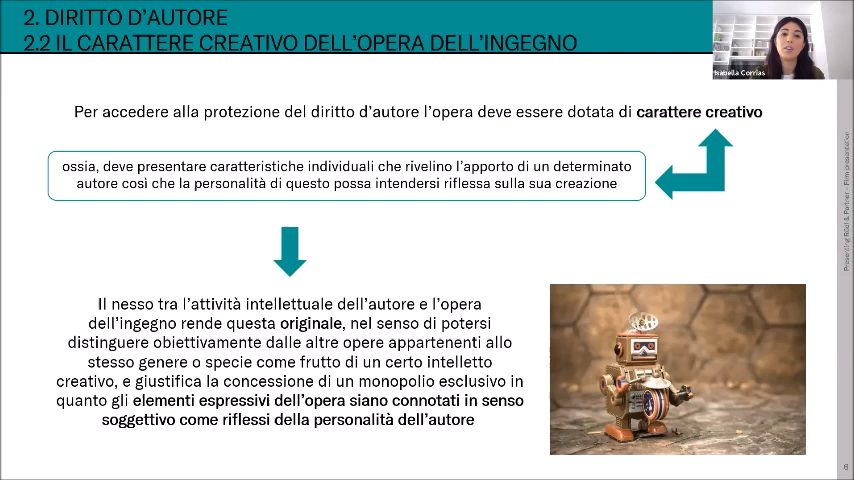 2. DIRITTO D’AUTORE
2.2 IL CARATTERE CREATIVO DELL’OPERA DELL’INGEGNO
Isabella Corrias
Per accedere alla protezione del diritto d’autore l’opera deve essere dotata di carattere creativo
ossia, deve presentare caratteristiche individuali che rivelino l’apporto di un determinato
autore così che la personalità di questo possa intendersi riflessa sulla sua creazione
Il nesso tra l’attività intellettuale dell’autore e l’opera
dell’ingegno rende questa originale, nel senso di potersi
distinguere obiettivamente dalle altre opere appartenenti allo
stesso genere o specie come frutto di un certo intelletto
creativo, e giustifica la concessione di un monopolio esclusivo in
quanto gli elementi espressivi dell’opera siano connotati in senso
soggettivo come riflessi della personalità dell’autore
Presenting Rödl & Partner – Firm presentation
6